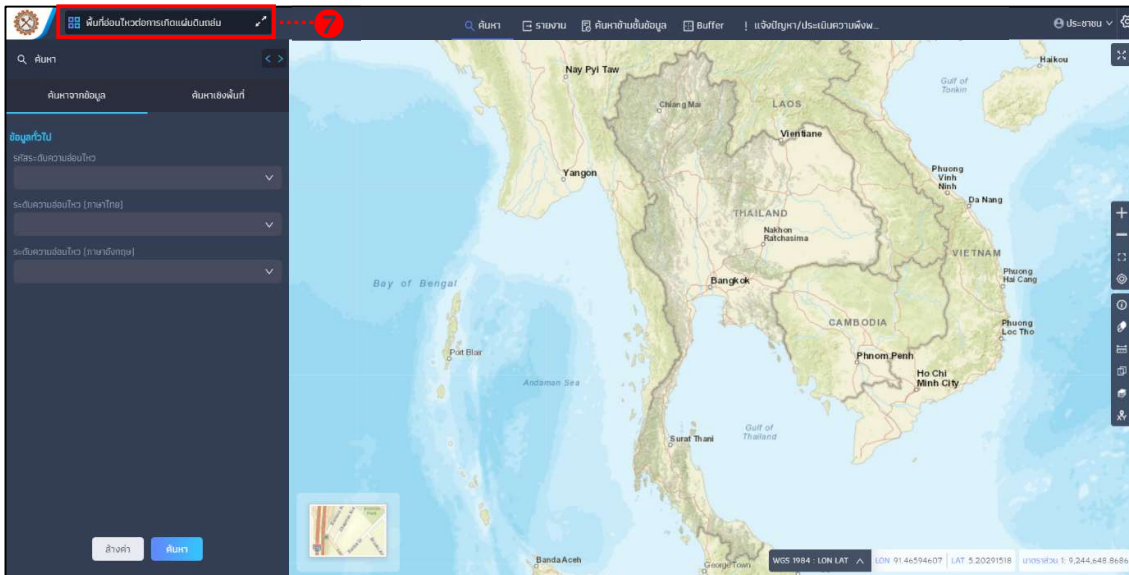 พื้นที่อ่อนไหวต่อการเกิดแผ่นดินถล่ม
7
ค้นหา
รายงาน
ค้นหาข้ามชั้นข้อมูล
Buffer
แจ้งปัญหา/ประเมินความพึงพ...
ประชาชน
ค้นหา
ค้นหาจากข้อมูล
ค้นหาเชิงพื้นที่
ข้อมูลทั่วไป
รหัสระดับความอ่อนไหว
ระดับความอ่อนไหว (ภาษาไทย)
ระดับความอ่อนไหว (ภาษาอังกฤษ)
ล้างค่า
ค้นหา
Nay Pyi Taw
Haikou
Gulf of
Tonkin
Chiang Mai
LAOS
Vientiane
Yangon
Phuong
Vinh
Ninh
Da Nang
THAILAND
Nakhon
Ratchasima
VIETNAM
Phuong
Hai Cang
Bay of Bengal
Bangkok
CAMBODIA
Phuong
Loc Tho
Port Blair
Phnom Penh
Ho Chi
Minh City
Andaman Sea
Gulf of
Thailand
Surat Thani
Banda Aceh
George Town
WGS 1984 : LON LAT
LON 91.46594607
LAT 5.20291518
มาตราส่วน 1: 9,244,648.8686